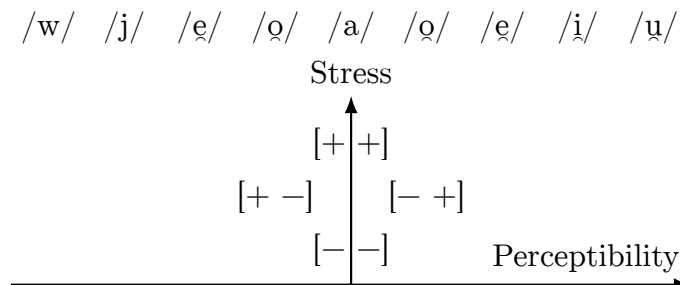 /w/ /j/ /e̯/ /o̯/ /a/ /o̯/ /e̯/ /i̯/ /u̯/
Stress
[+ +]
[+ −] [− +]
[− −]
Perceptibility